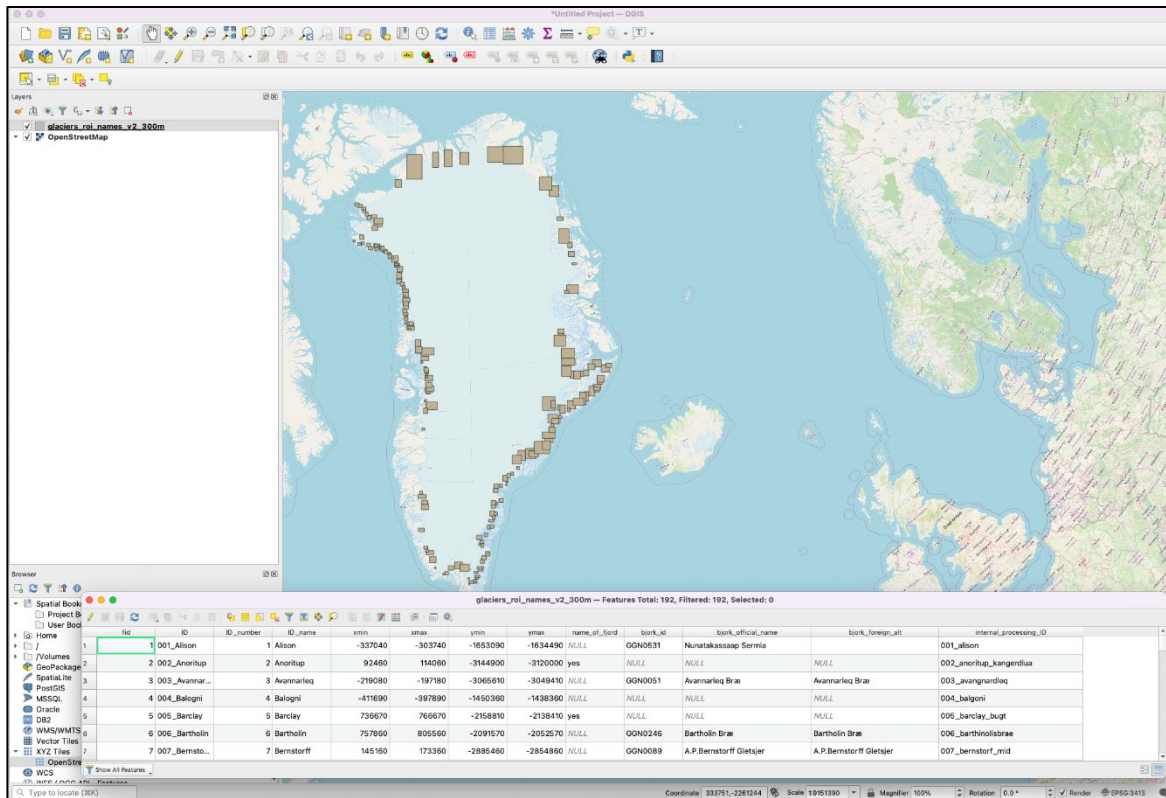 *Untitled Project — QGIS
Layers
glaciers_roi_names_v2_300m
OpenStreetMap
Browser
Spatial Book
Project B
User Boo
Home
/
/Volumes
GeoPackage
SpatiaLite
PostGIS
MSSQL
Oracle
DB2
WMS/WMTS
Vector Tiles
XYZ Tiles
OpenStre
WCS
glaciers_roi_names_v2_300m — Features Total: 192, Filtered: 192, Selected: 0
fid ID ID_number ID_name xmin xmax ymin ymax name_of_fjord bjork_id bjork_official_name bjork_foreign_alt internal_processing_ID
1 1 001_Alison 1 Alison -337040 -303740 -1653090 -1634490 NULL GGN0531 Nunatakassaap Sermia 001_alison
2 2 002_Anoritup 2 Anoritup 92460 114060 -3144900 -3120000 yes NULL NULL NULL 002_anoritup_kangerdlua
3 3 003_Avannar... 3 Avannarleq -219080 -197180 -3065610 -3049410 NULL GGN0051 Avannarleq Bræ Avannarleq Bræ 003_avangnardleq
4 4 004_Balogni 4 Balogni -411690 -397890 -1450360 -1438360 NULL NULL NULL NULL 004_balgoni
5 5 005_Barclay 5 Barclay 736670 766670 -2158810 -2138410 yes NULL NULL NULL 005_barclay_bugt
6 6 006_Bartholin 6 Bartholin 757860 805560 -2091570 -2052570 NULL GGN0246 Bartholin Bræ Bartholin Bræ 006_barthinolisbrae
7 7 007_Bernsto... 7 Bernstorff 145160 173360 -2885460 -2854860 NULL GGN0089 A.P.Bernstorff Gletsjer A.P.Bernstorff Gletsjer 007_bernstorf_mid
Show All Features
Type to locate (⌘K) Coordinate 333751,-2261244 Scale 1:19151390 Magnifier 100% Rotation 0.0 ° Render EPSG:3413